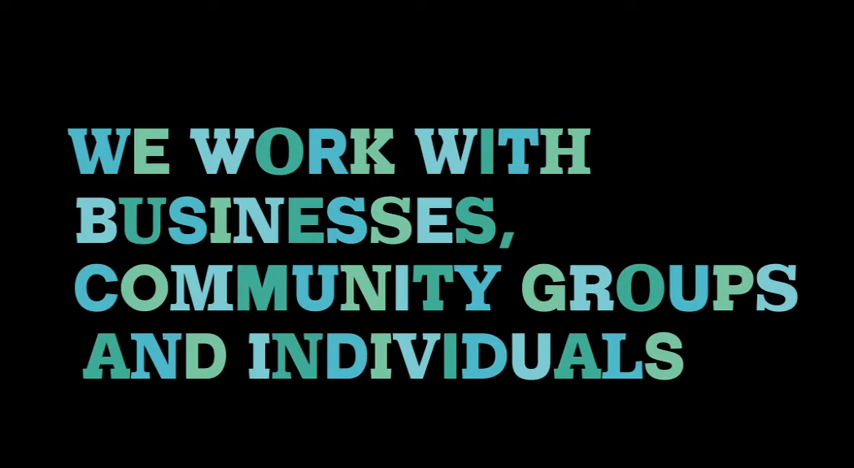 WE WORK WITH
BUSINESSES,
COMMUNITY GROUPS
AND INDIVIDUALS